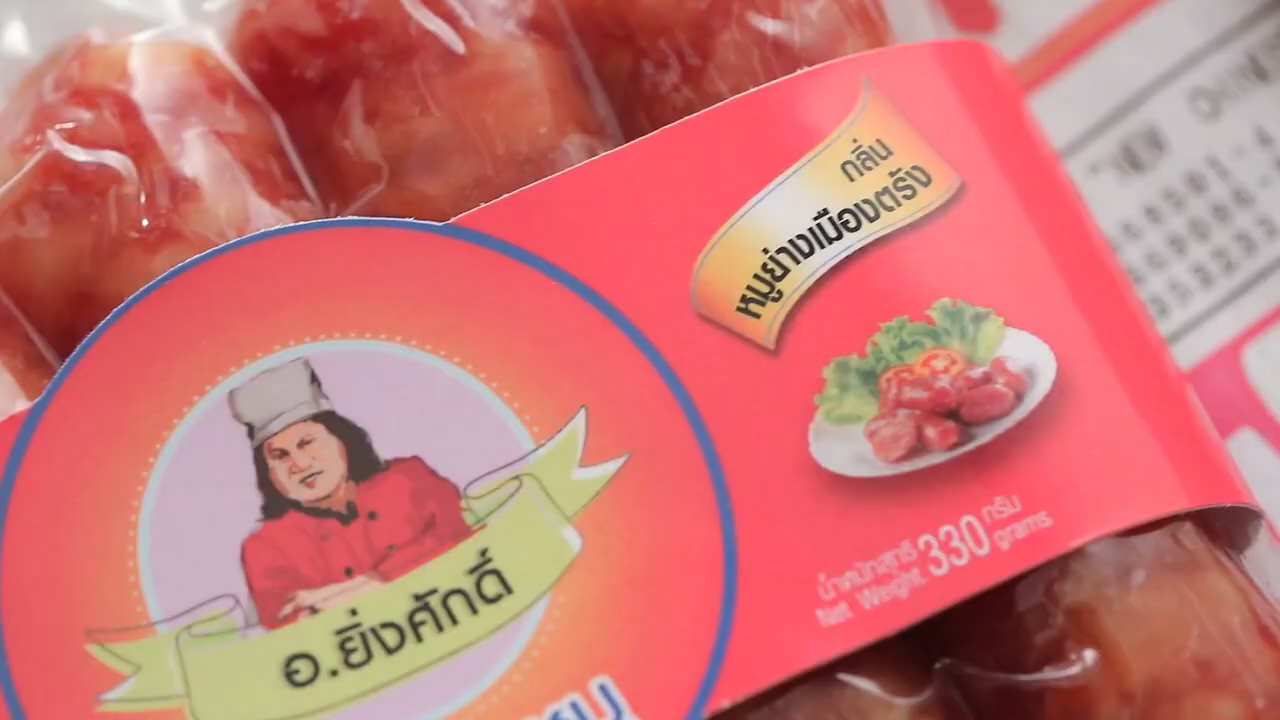 กลิ่น
หมูย่างเมืองตรัง
อ.ยิ่งศักดิ์
น้ำหนักสุทธิ 330 กรัม
Net Weight grams